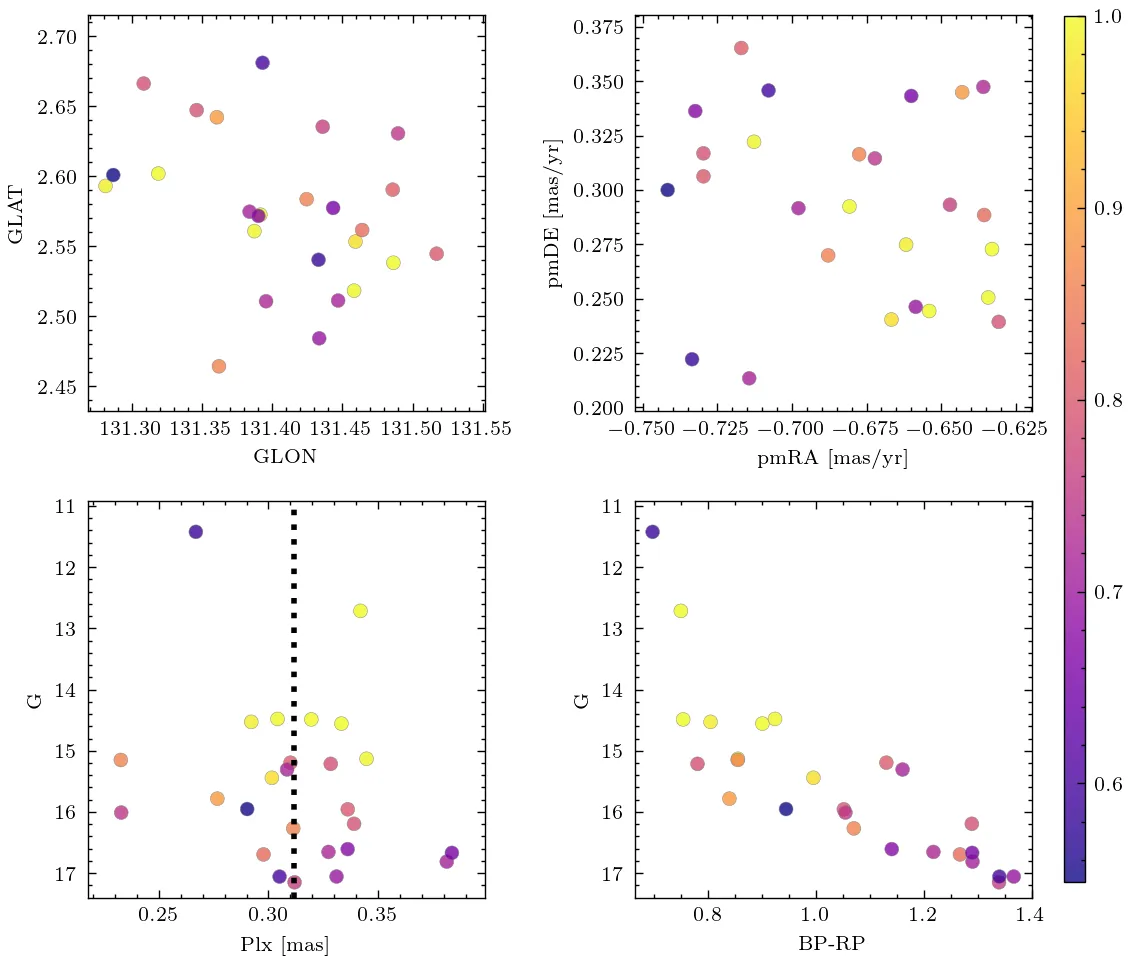 2.70
2.65
2.60
2.55
2.50
2.45
GLAT
131.30 131.35 131.40 131.45 131.50 131.55
GLON
0.375
0.350
0.325
0.300
0.275
0.250
0.225
0.200
pmDE [mas/yr]
−0.750 −0.725 −0.700 −0.675 −0.650 −0.625
pmRA [mas/yr]
11
12
13
14
15
16
17
G
0.25 0.30 0.35
Plx [mas]
11
12
13
14
15
16
17
G
0.8 1.0 1.2 1.4
BP-RP
1.0
0.9
0.8
0.7
0.6